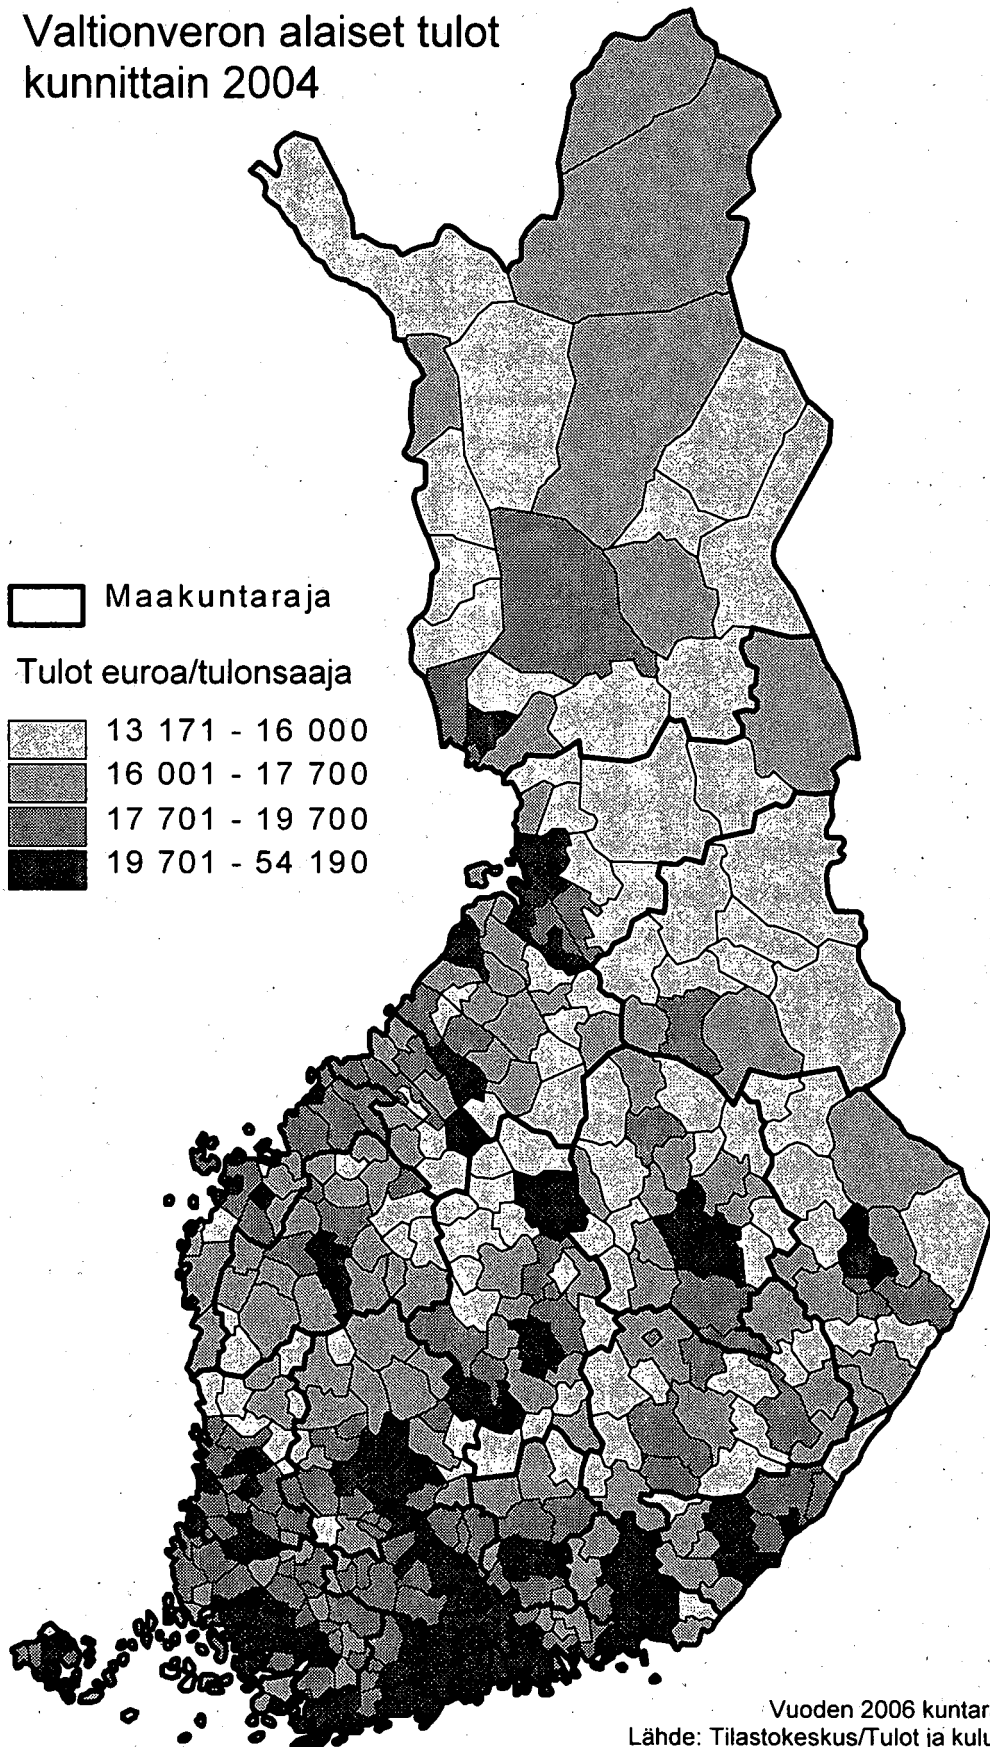 Valtionveron alaiset tulot
kunnittain 2004
Maakuntaraja
Tulot euroa/tulonsaaja
13 171 - 16 000
16 001 - 17 700
17 701 - 19 700
19 701 - 54 190
Vuoden 2006 kuntar
Lähde: Tilastokeskus/Tulot ja kulu